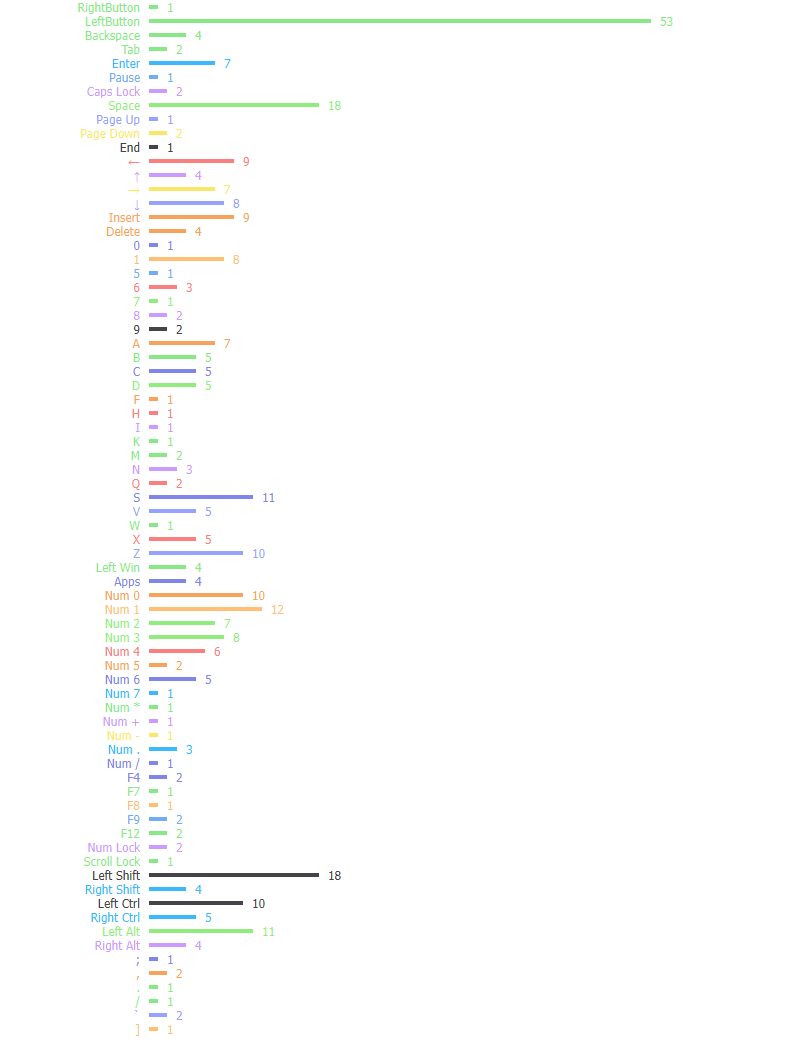 RightButton 1
LeftButton 53
Backspace 4
Tab 2
Enter 7
Pause 1
Caps Lock 2
Space 18
Page Up 1
Page Down 2
End 1
← 9
↑ 4
→ 7
↓ 8
Insert 9
Delete 4
0 1
1 8
5 1
6 3
7 1
8 2
9 2
A 7
B 5
C 5
D 5
F 1
H 1
I 1
K 1
M 2
N 3
Q 2
S 11
V 5
W 1
X 5
Z 10
Left Win 4
Apps 4
Num 0 10
Num 1 12
Num 2 7
Num 3 8
Num 4 6
Num 5 2
Num 6 5
Num 7 1
Num * 1
Num + 1
Num - 1
Num . 3
Num / 1
F4 2
F7 1
F8 1
F9 2
F12 2
Num Lock 2
Scroll Lock 1
Left Shift 18
Right Shift 4
Left Ctrl 10
Right Ctrl 5
Left Alt 11
Right Alt 4
; 1
, 2
. 1
/ 1
` 2
] 1